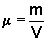 μ = m/V